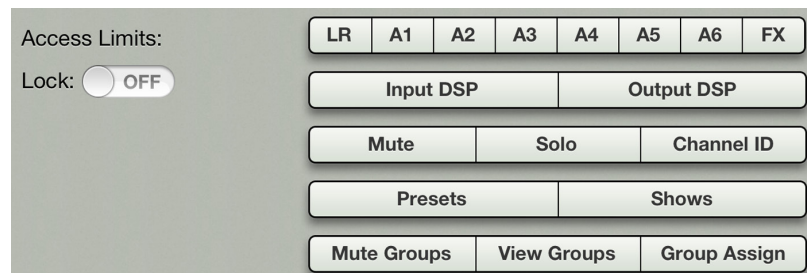 Access Limits:
LR A1 A2 A3 A4 A5 A6 FX
Lock: OFF
Input DSP Output DSP
Mute Solo Channel ID
Presets Shows
Mute Groups View Groups Group Assign